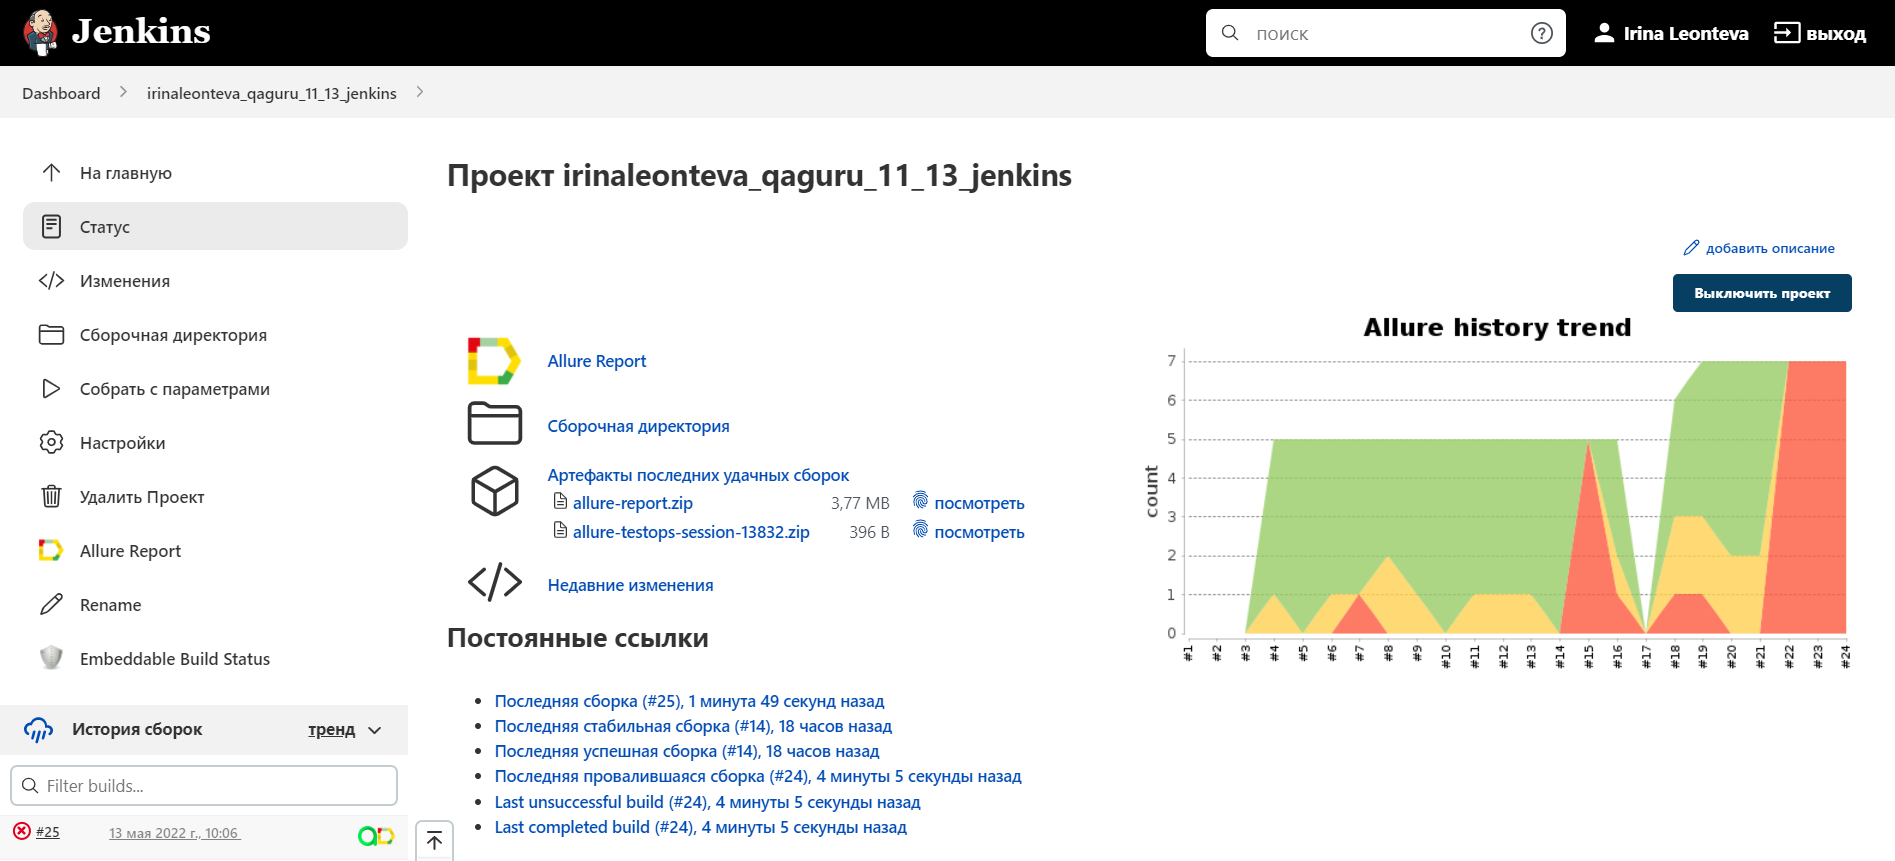 Jenkins
поиск
Irina Leonteva
выход
Dashboard
irinaleonteva_qaguru_11_13_jenkins
На главную
Статус
Изменения
Сборочная директория
Собрать с параметрами
Настройки
Удалить Проект
Allure Report
Rename
Embeddable Build Status
История сборок
тренд
Filter builds...
#25
13 мая 2022 г., 10:06
Проект irinaleonteva_qaguru_11_13_jenkins
добавить описание
Выключить проект
Allure Report
Сборочная директория
Артефакты последних удачных сборок
allure-report.zip 3,77 MB посмотреть
allure-testops-session-13832.zip 396 B посмотреть
Недавние изменения
Постоянные ссылки
Последняя сборка (#25), 1 минута 49 секунд назад
Последняя стабильная сборка (#14), 18 часов назад
Последняя успешная сборка (#14), 18 часов назад
Последняя провалившаяся сборка (#24), 4 минуты 5 секунды назад
Last unsuccessful build (#24), 4 минуты 5 секунды назад
Last completed build (#24), 4 минуты 5 секунды назад
Allure history trend
count
7
6
5
4
3
2
1
0
#1
#2
#3
#4
#5
#6
#7
#8
#9
#10
#11
#12
#13
#14
#15
#16
#17
#18
#19
#20
#21
#22
#23
#24